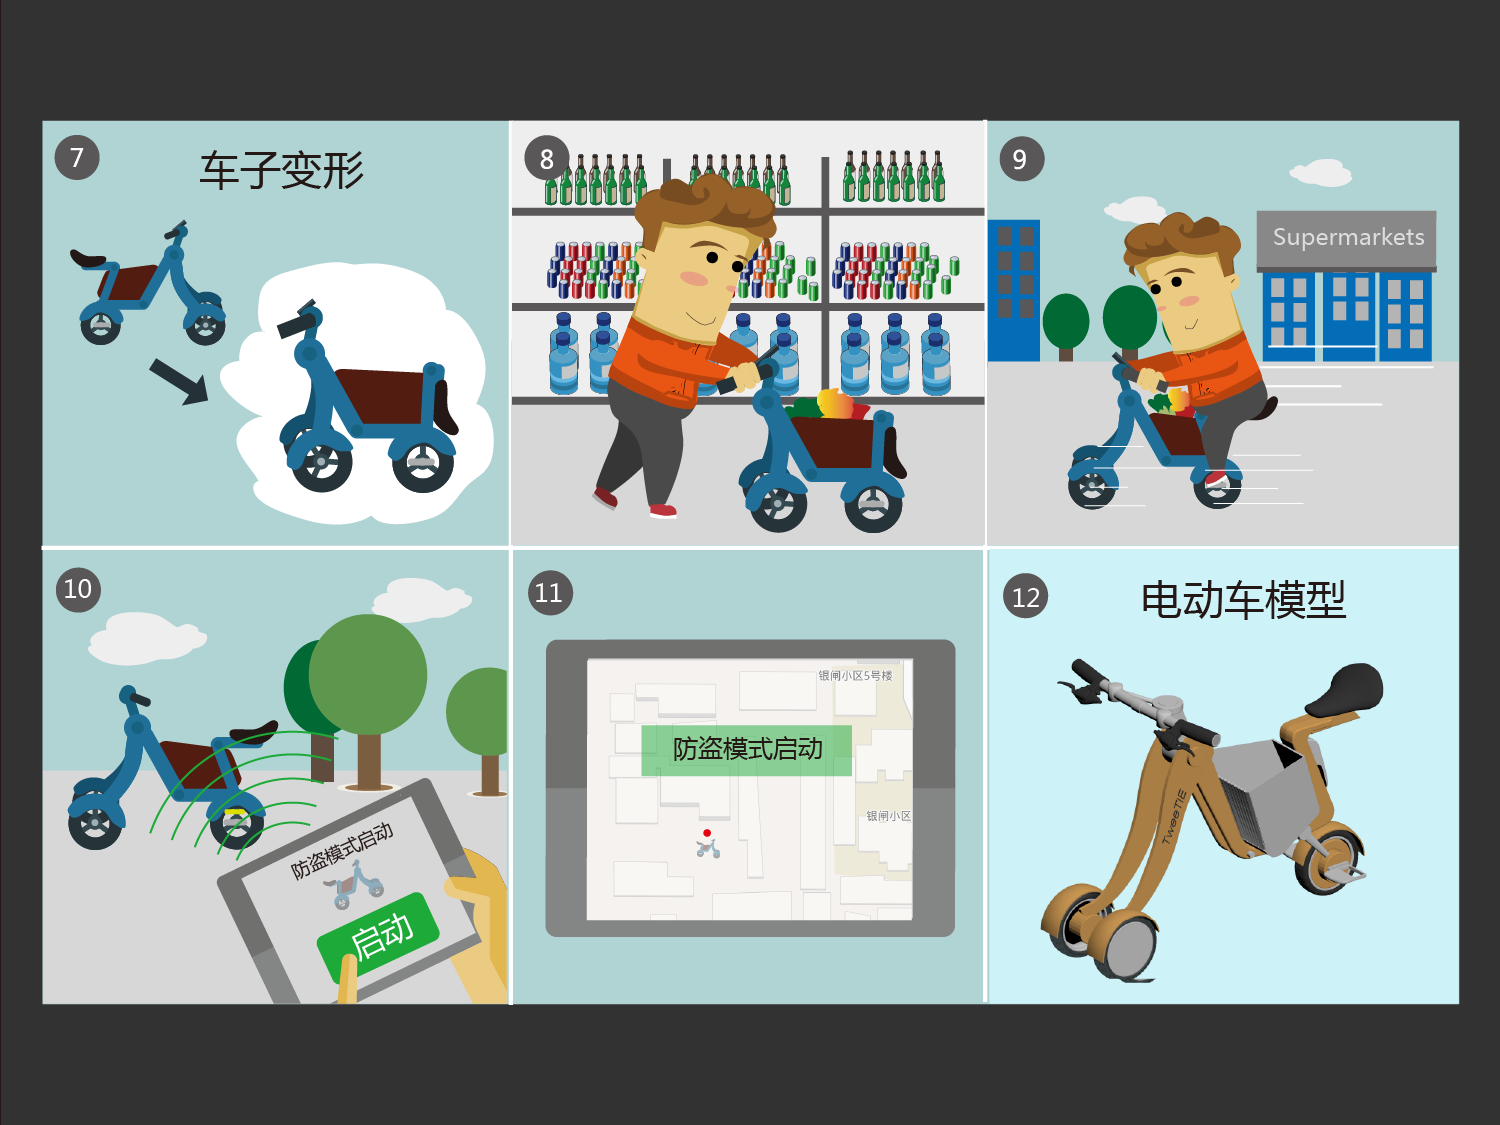 7
车子变形
8
9
Supermarkets
10
防盗模式启动
启动
11
银闸小区5号楼
防盗模式启动
银闸小区
12
电动车模型
TweeTIE